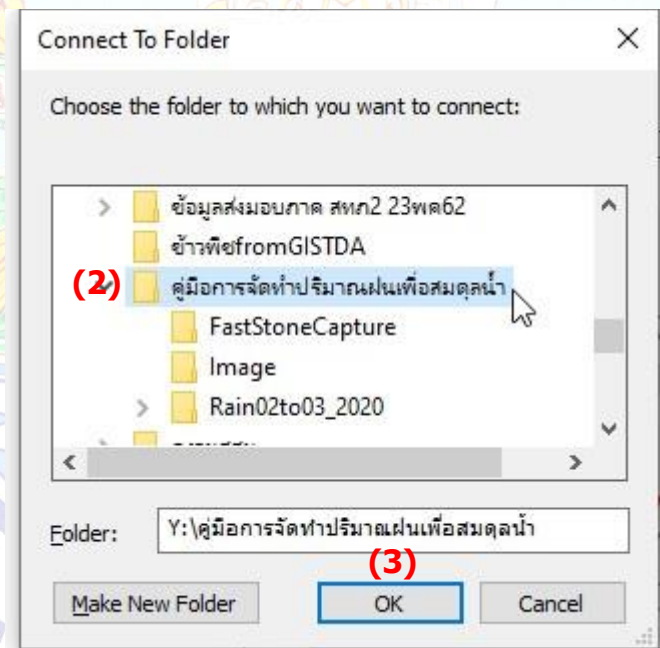 Connect To Folder
Choose the folder to which you want to connect:
ข้อมูลส่งมอบภาค สทภ2 23พค62
ข้าวพืชfromGISTDA
(2) คู่มือการจัดทำปริมาณฝนเพื่อสมดุลน้ำ
FastStoneCapture
Image
Rain02to03_2020
Folder: Y:\คู่มือการจัดทำปริมาณฝนเพื่อสมดุลน้ำ
(3)
Make New Folder OK Cancel